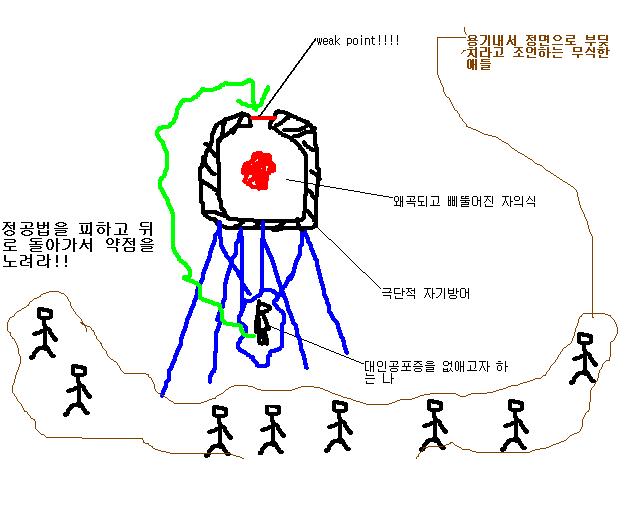 weak point!!!!
용기내서 정면으로 부딪
치라고 조언하는 무식한
애들
왜곡되고 삐뚤어진 자의식
정공법을 피하고 뒤
로 돌아가서 약점을
노려라!!
극단적 자기방어
대인공포증을 없애고자 하
는 나